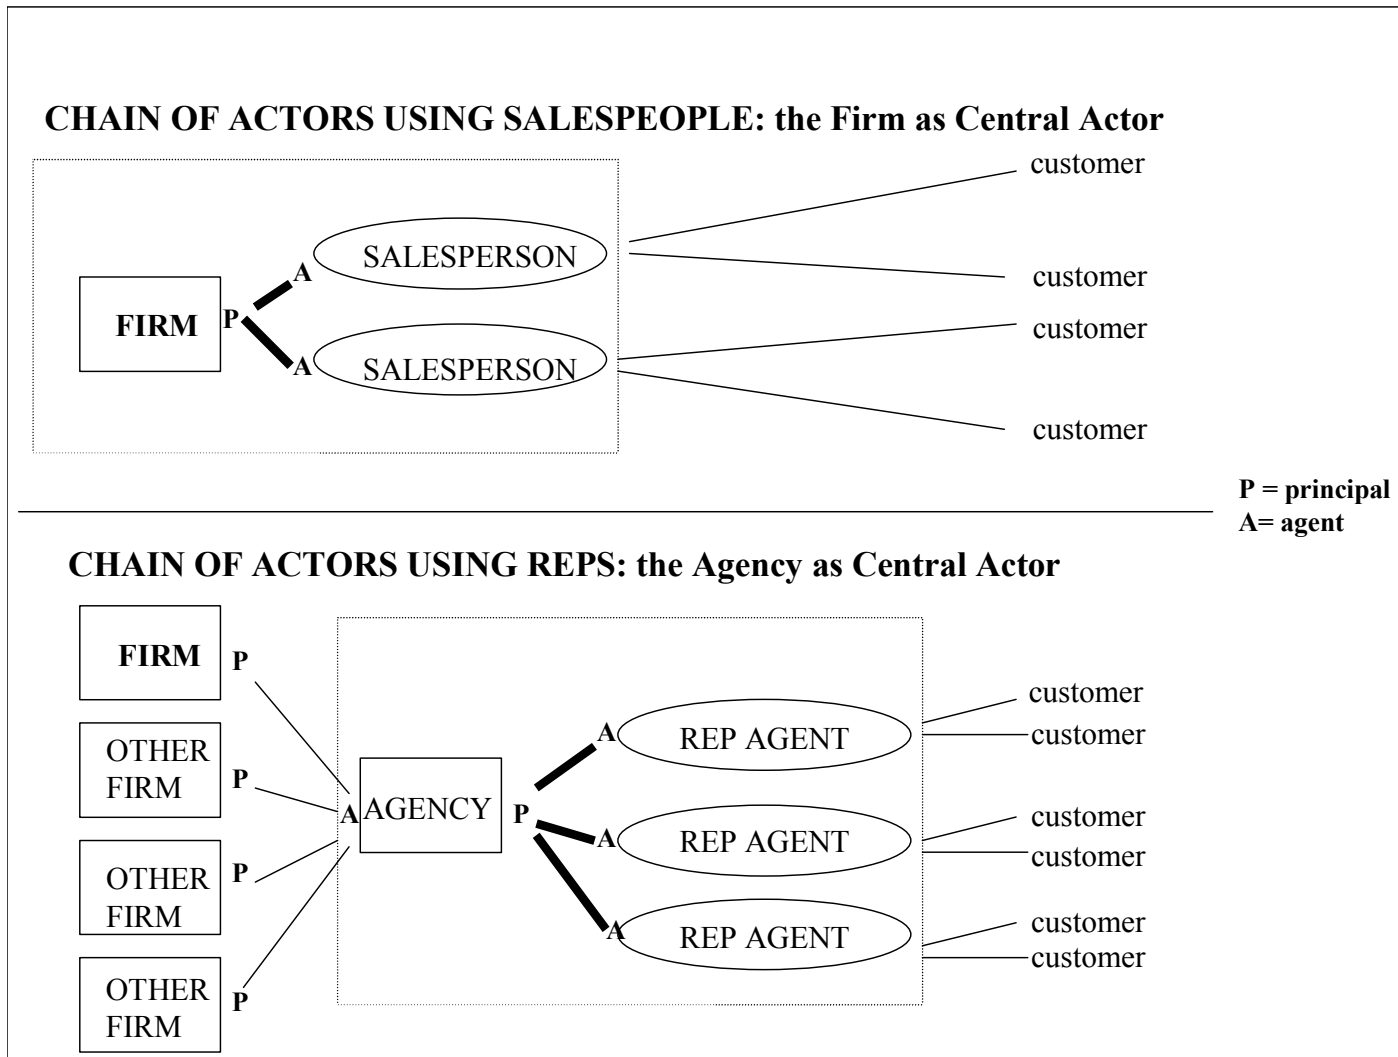 CHAIN OF ACTORS USING SALESPEOPLE: the Firm as Central Actor
customer
SALESPERSON
A
customer
FIRM
P
customer
A
SALESPERSON
customer
P = principal
A= agent
CHAIN OF ACTORS USING REPS: the Agency as Central Actor
FIRM
P
customer
A
REP AGENT
customer
OTHER
FIRM
P
A
AGENCY
P
customer
A
REP AGENT
customer
OTHER
FIRM
P
customer
A
REP AGENT
customer
OTHER
FIRM
P